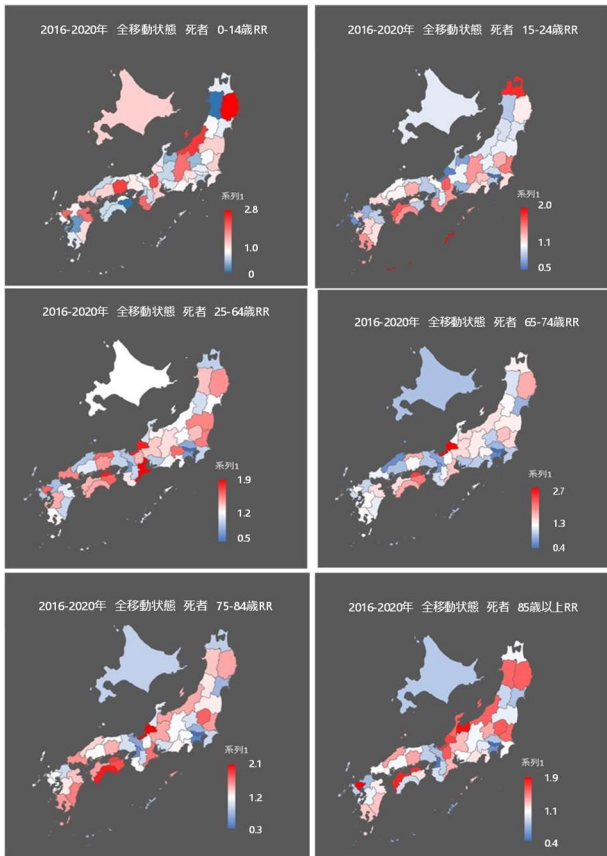 2016-2020年 全移動状態 死者 0-14歳RR
系列1
2.8
1.0
0
2016-2020年 全移動状態 死者 15-24歳RR
系列1
2.0
1.1
0.5
2016-2020年 全移動状態 死者 25-64歳RR
系列1
1.9
1.2
0.5
2016-2020年 全移動状態 死者 65-74歳RR
系列1
2.7
1.3
0.4
2016-2020年 全移動状態 死者 75-84歳RR
系列1
2.1
1.2
0.3
2016-2020年 全移動状態 死者 85歳以上RR
系列1
1.9
1.1
0.4